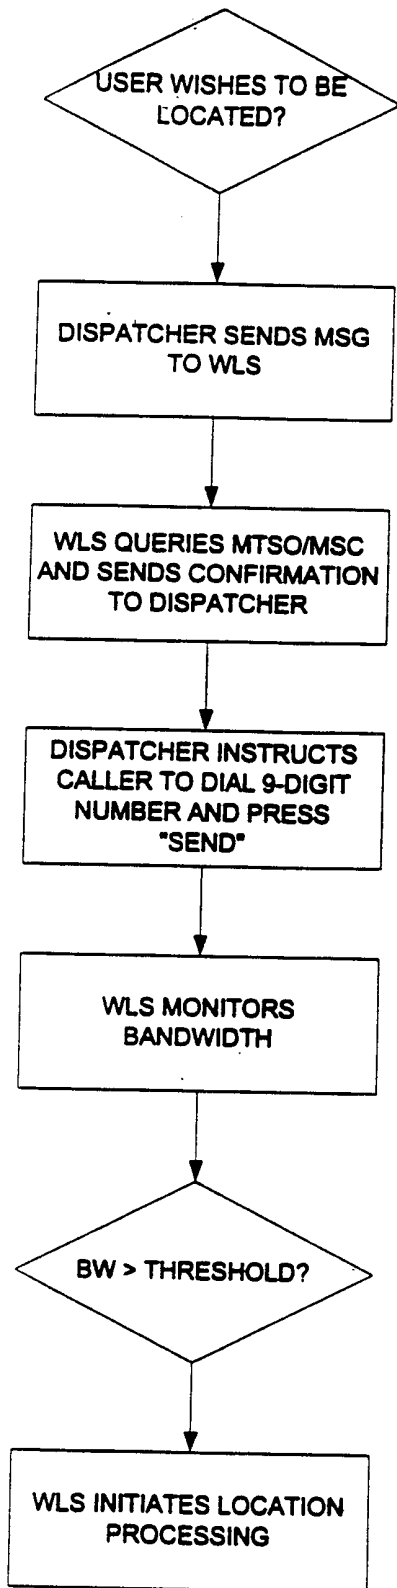 USER WISHES TO BE
LOCATED?
DISPATCHER SENDS MSG
TO WLS
WLS QUERIES MTSO/MSC
AND SENDS CONFIRMATION
TO DISPATCHER
DISPATCHER INSTRUCTS
CALLER TO DIAL 9-DIGIT
NUMBER AND PRESS
"SEND"
WLS MONITORS
BANDWIDTH
BW > THRESHOLD?
WLS INITIATES LOCATION
PROCESSING